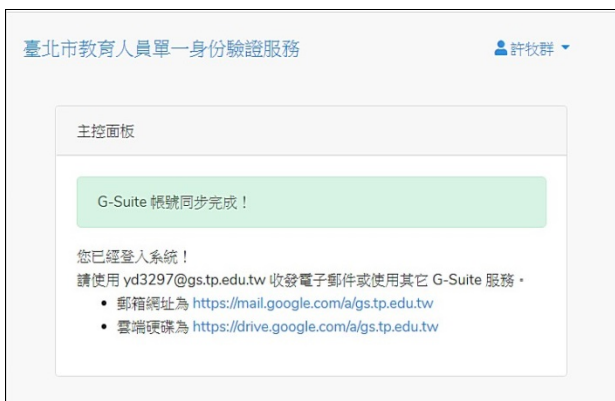 臺北市教育人員單一身份驗證服務
許牧群
主控面板
G-Suite 帳號同步完成！
您已經登入系統！
請使用 yd3297@gs.tp.edu.tw 收發電子郵件或使用其它 G-Suite 服務。
郵箱網址為 https://mail.google.com/a/gs.tp.edu.tw
雲端硬碟為 https://drive.google.com/a/gs.tp.edu.tw